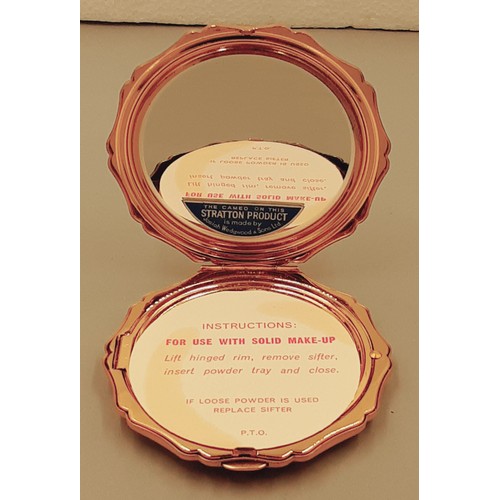 THE CAMEO ON THIS
STRATTON PRODUCT
is made by
Josiah Wedgwood & Sons Ltd.
INSTRUCTIONS:
FOR USE WITH SOLID MAKE-UP
Lift hinged rim, remove sifter,
insert powder tray and close.
IF LOOSE POWDER IS USED
REPLACE SIFTER
P.T.O.